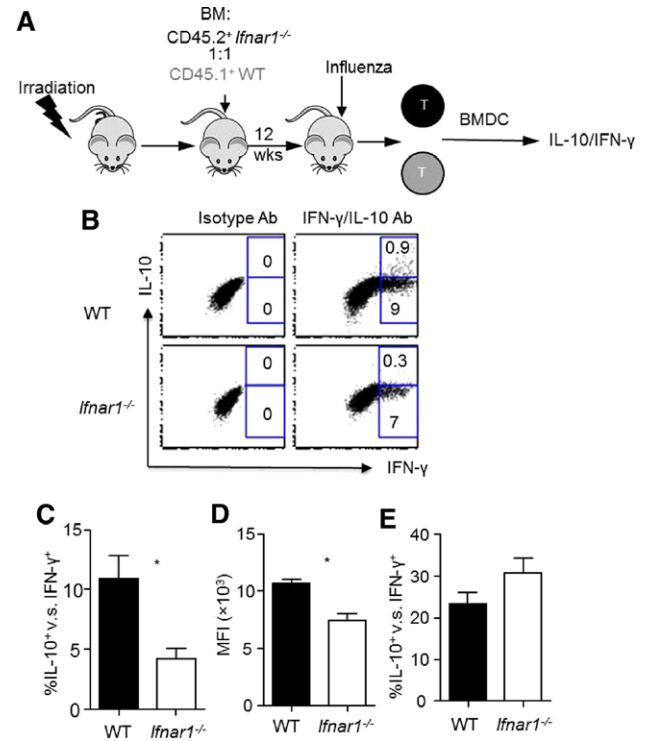 A
BM:
CD45.2+ Ifnar1-/-
1:1
CD45.1+ WT
Irradiation
Influenza
12
wks
T
T
BMDC
IL-10/IFN-γ
B
Isotype Ab
IFN-γ/IL-10 Ab
IL-10
WT
0
0
0.9
9
Ifnar1-/-
0
0
0.3
7
IFN-γ
C
%IL-10+ v.s. IFN-γ+
15
10
5
0
*
WT
Ifnar1-/-
D
MFI (×10³)
15
10
5
0
*
WT
Ifnar1-/-
E
%IL-10+ v.s. IFN-γ+
40
30
20
10
0
WT
Ifnar1-/-